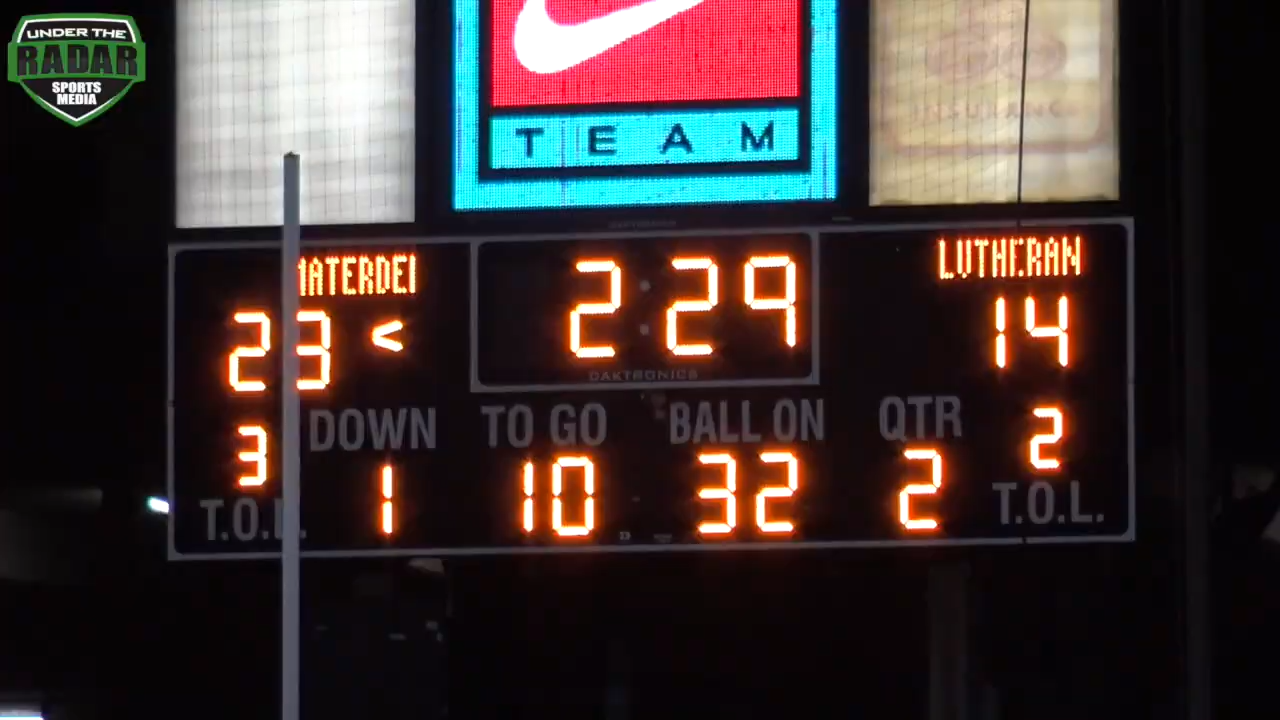 UNDER THE
RADAR
SPORTS
MEDIA
TEAM
MATERDEI
2:29
LUTHERAN
23 <
14
DAKTRONICS
DOWN TO GO BALL ON QTR
3
2
1 10 32 2
T.O.L.
T.O.L.